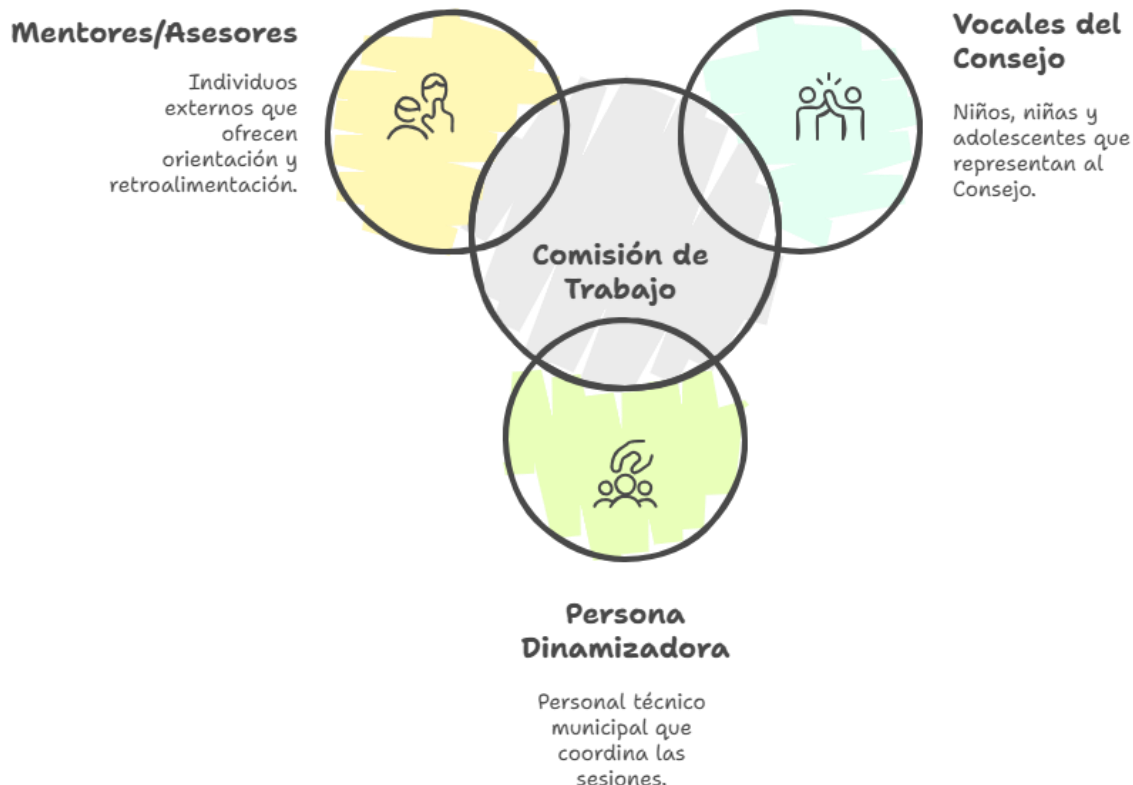 Mentores/Asesores
Individuos
externos que
ofrecen
orientación y
retroalimentación.
Vocales del
Consejo
Niños, niñas y
adolescentes que
representan al
Consejo.
Comisión de
Trabajo
Persona
Dinamizadora
Personal técnico
municipal que
coordina las
sesiones.